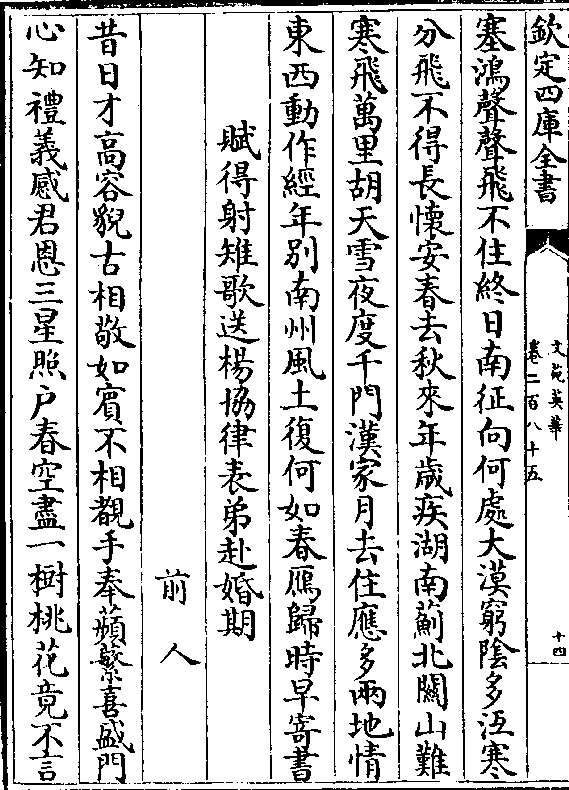 欽定四庫全書
文苑英華
卷二百八十五
十四
塞鴻聲聲飛不住終日南征向何處大漠窮陰多沍寒
分飛不得長懷安春去秋來年歲疾湖南薊北關山難
寒飛萬里胡天雪夜度千門漢家月去住應多兩地情
東西動作經年別南州風土復何如春鴈歸時早寄書
賦得射雉歌送楊協律表弟赴婚期
前人
昔日才高容貌古相敬如賓不相覩手奉蘋蘩喜盛門
心知禮義感君恩三星照户春空盡一樹桃花竟不言